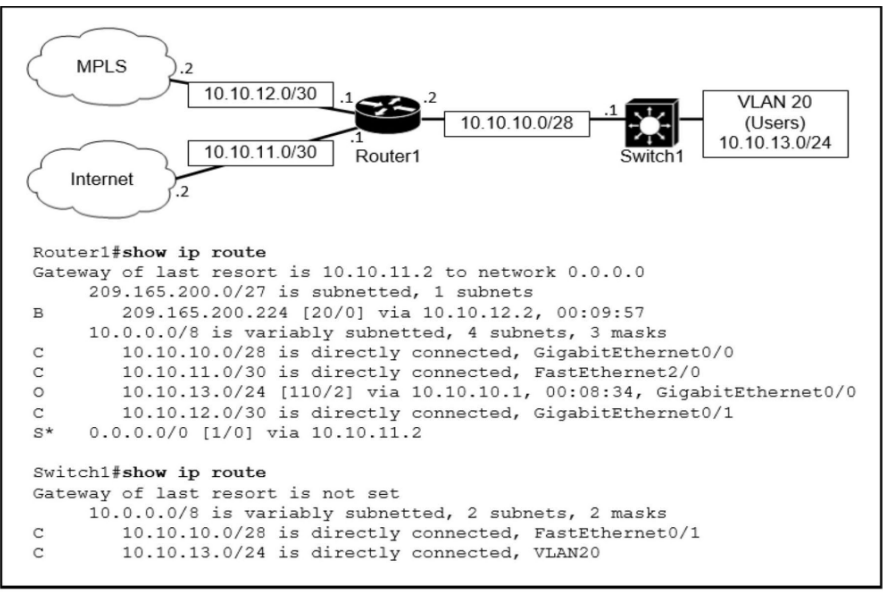 MPLS
.2
10.10.12.0/30
.1
.2
10.10.10.0/28
.1
VLAN 20
(Users)
10.10.13.0/24
Internet
.2
10.10.11.0/30
.1
Router1
Switch1
Router1#show ip route
Gateway of last resort is 10.10.11.2 to network 0.0.0.0
209.165.200.0/27 is subnetted, 1 subnets
B 209.165.200.224 [20/0] via 10.10.12.2, 00:09:57
10.0.0.0/8 is variably subnetted, 4 subnets, 3 masks
C 10.10.10.0/28 is directly connected, GigabitEthernet0/0
C 10.10.11.0/30 is directly connected, FastEthernet2/0
O 10.10.13.0/24 [110/2] via 10.10.10.1, 00:08:34, GigabitEthernet0/0
C 10.10.12.0/30 is directly connected, GigabitEthernet0/1
S* 0.0.0.0/0 [1/0] via 10.10.11.2
Switch1#show ip route
Gateway of last resort is not set
10.0.0.0/8 is variably subnetted, 2 subnets, 2 masks
C 10.10.10.0/28 is directly connected, FastEthernet0/1
C 10.10.13.0/24 is directly connected, VLAN20